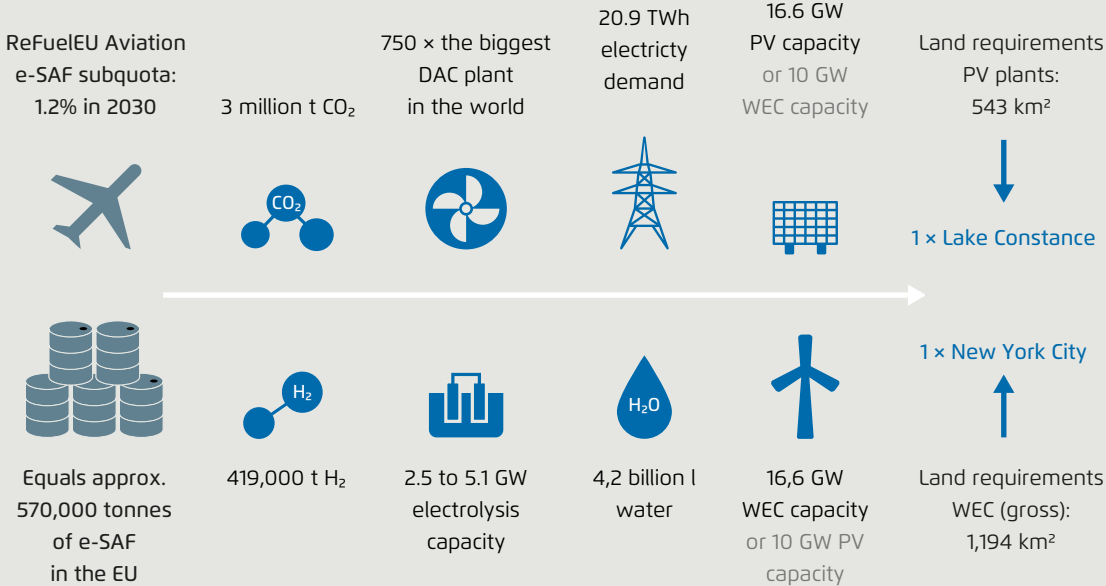 ReFuelEU Aviation
e-SAF subquota:
1.2% in 2030
3 million t CO₂
750 × the biggest
DAC plant
in the world
20.9 TWh
electricty
demand
16.6 GW
PV capacity
or 10 GW
WEC capacity
Land requirements
PV plants:
543 km²
CO₂
1 × Lake Constance
1 × New York City
H₂
H₂O
Equals approx.
570,000 tonnes
of e-SAF
in the EU
419,000 t H₂
2.5 to 5.1 GW
electrolysis
capacity
4,2 billion l
water
16,6 GW
WEC capacity
or 10 GW PV
capacity
Land requirements
WEC (gross):
1,194 km²